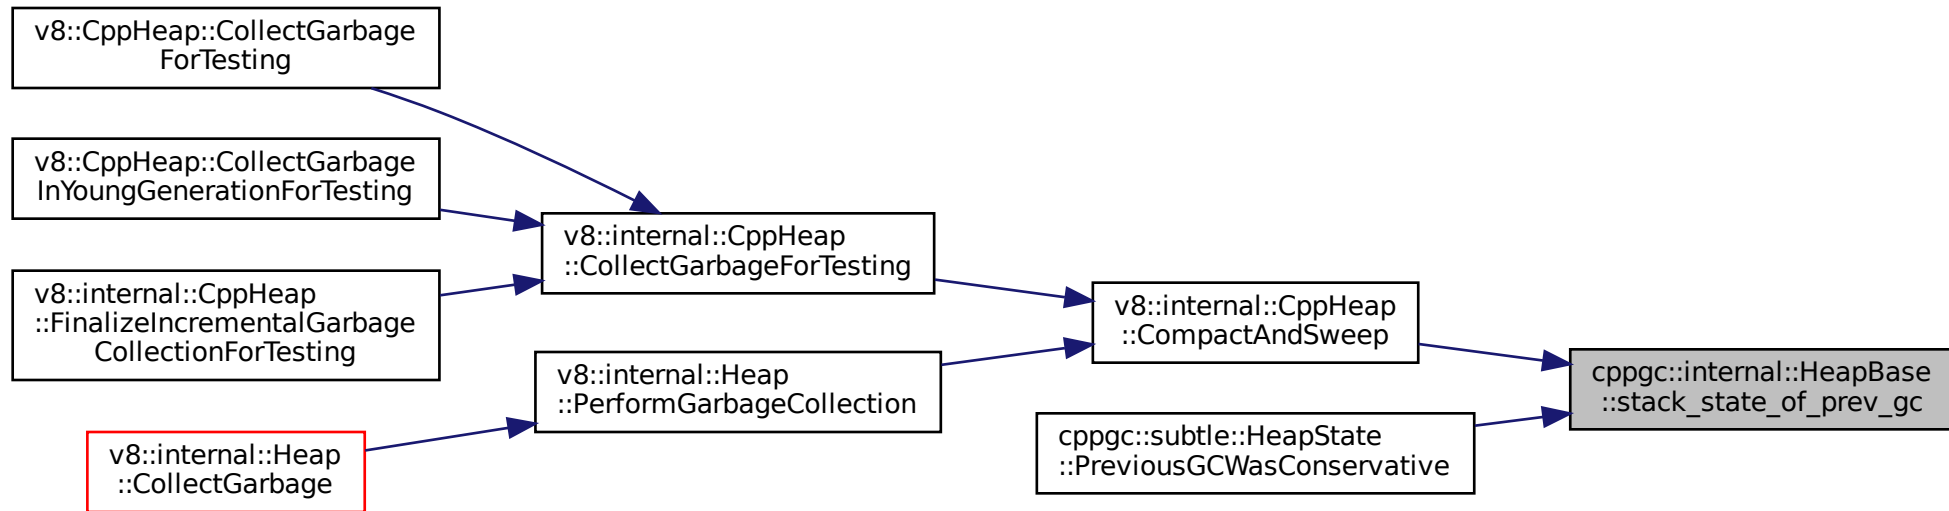 v8::CppHeap::CollectGarbage
ForTesting
v8::CppHeap::CollectGarbage
InYoungGenerationForTesting
v8::internal::CppHeap
::FinalizeIncrementalGarbage
CollectionForTesting
v8::internal::Heap
::CollectGarbage
v8::internal::CppHeap
::CollectGarbageForTesting
v8::internal::Heap
::PerformGarbageCollection
v8::internal::CppHeap
::CompactAndSweep
cppgc::subtle::HeapState
::PreviousGCWasConservative
cppgc::internal::HeapBase
::stack_state_of_prev_gc